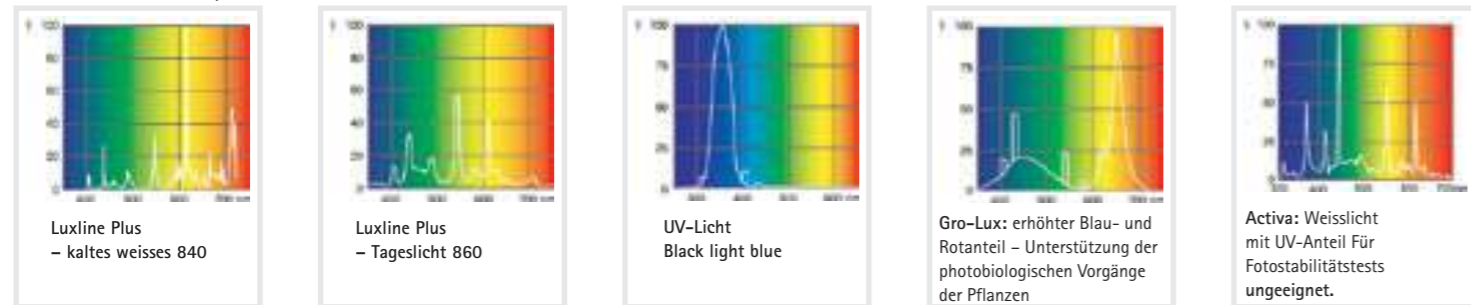 Luxline Plus
– kaltes weisses 840
Luxline Plus
– Tageslicht 860
UV-Licht
Black light blue
Gro-Lux: erhöhter Blau- und
Rotanteil – Unterstützung der
photobiologischen Vorgänge
der Pflanzen
Activa: Weisslicht
mit UV-Anteil Für
Fotostabilitätstests
ungeeignet.